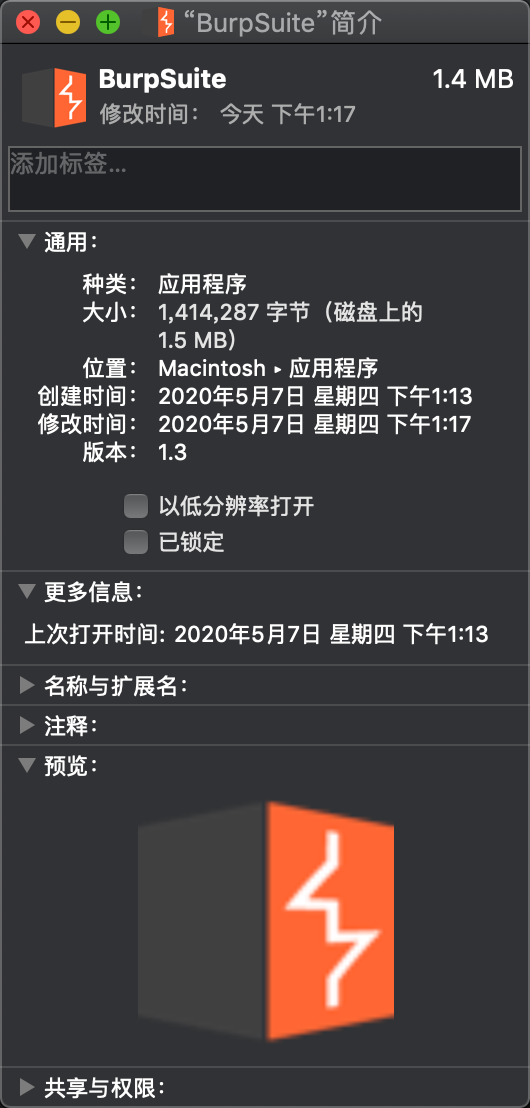 “BurpSuite”简介
BurpSuite 1.4 MB
修改时间： 今天 下午1:17
添加标签...
通用：
种类： 应用程序
大小： 1,414,287 字节（磁盘上的
1.5 MB）
位置： Macintosh ▸ 应用程序
创建时间： 2020年5月7日 星期四 下午1:13
修改时间： 2020年5月7日 星期四 下午1:17
版本： 1.3
以低分辨率打开
已锁定
更多信息：
上次打开时间: 2020年5月7日 星期四 下午1:13
名称与扩展名：
注释：
预览：
共享与权限：